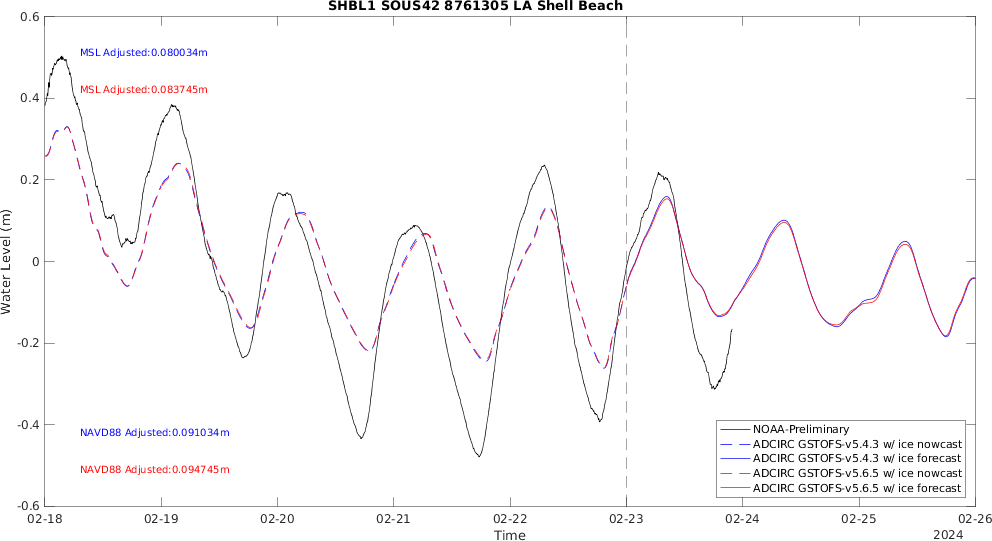 SHBL1 SOUS42 8761305 LA Shell Beach
0.6
0.4
0.2
0
-0.2
-0.4
-0.6
Water Level (m)
MSL Adjusted:0.080034m
MSL Adjusted:0.083745m
NAVD88 Adjusted:0.091034m
NAVD88 Adjusted:0.094745m
NOAA-Preliminary
ADCIRC GSTOFS-v5.4.3 w/ ice nowcast
ADCIRC GSTOFS-v5.4.3 w/ ice forecast
ADCIRC GSTOFS-v5.6.5 w/ ice nowcast
ADCIRC GSTOFS-v5.6.5 w/ ice forecast
02-18 02-19 02-20 02-21 02-22 02-23 02-24 02-25 02-26
Time
2024